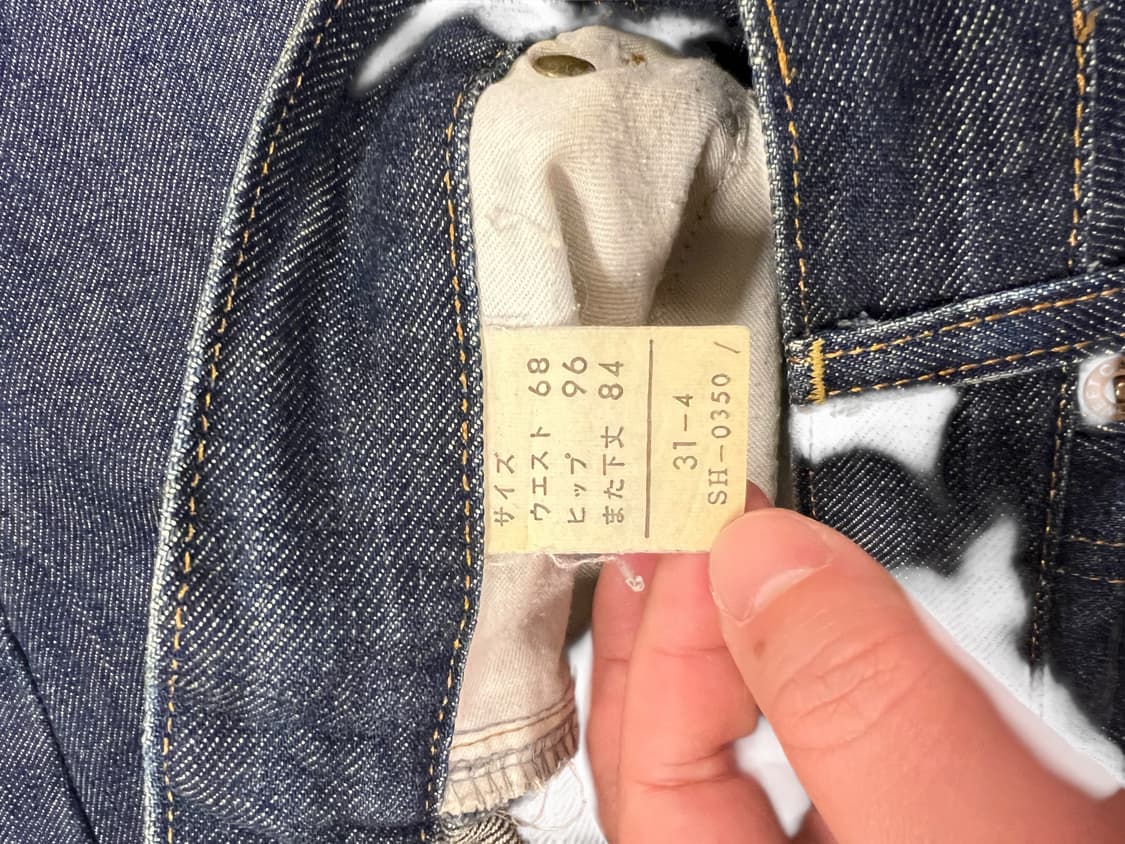 サイズ
ウエスト 68
ヒップ 96
また下丈 84
31-4
SH-0350 /